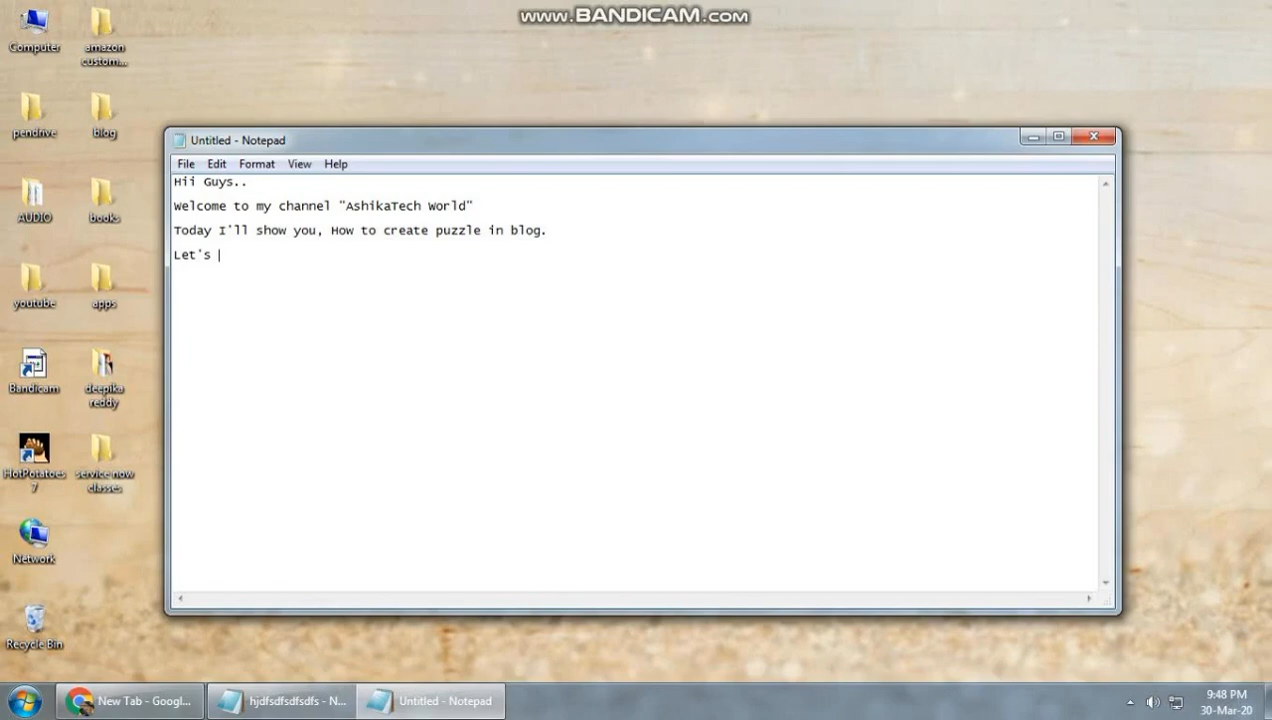 www.BANDICAM.com
Computer
amazon
custom...
pendrive
blog
Untitled - Notepad
File Edit Format View Help
Hii Guys..
Welcome to my channel "AshikaTech World"
Today I'll show you, How to create puzzle in blog.
Let's
AUDIO
books
youtube
apps
Bandicam
deepika
reddy
HotPotatoes
7
service now
classes
Network
Recycle Bin
New Tab - Googl...
hjdfsdfsdfsdfs - N...
Untitled - Notepad
9:48 PM
30-Mar-20